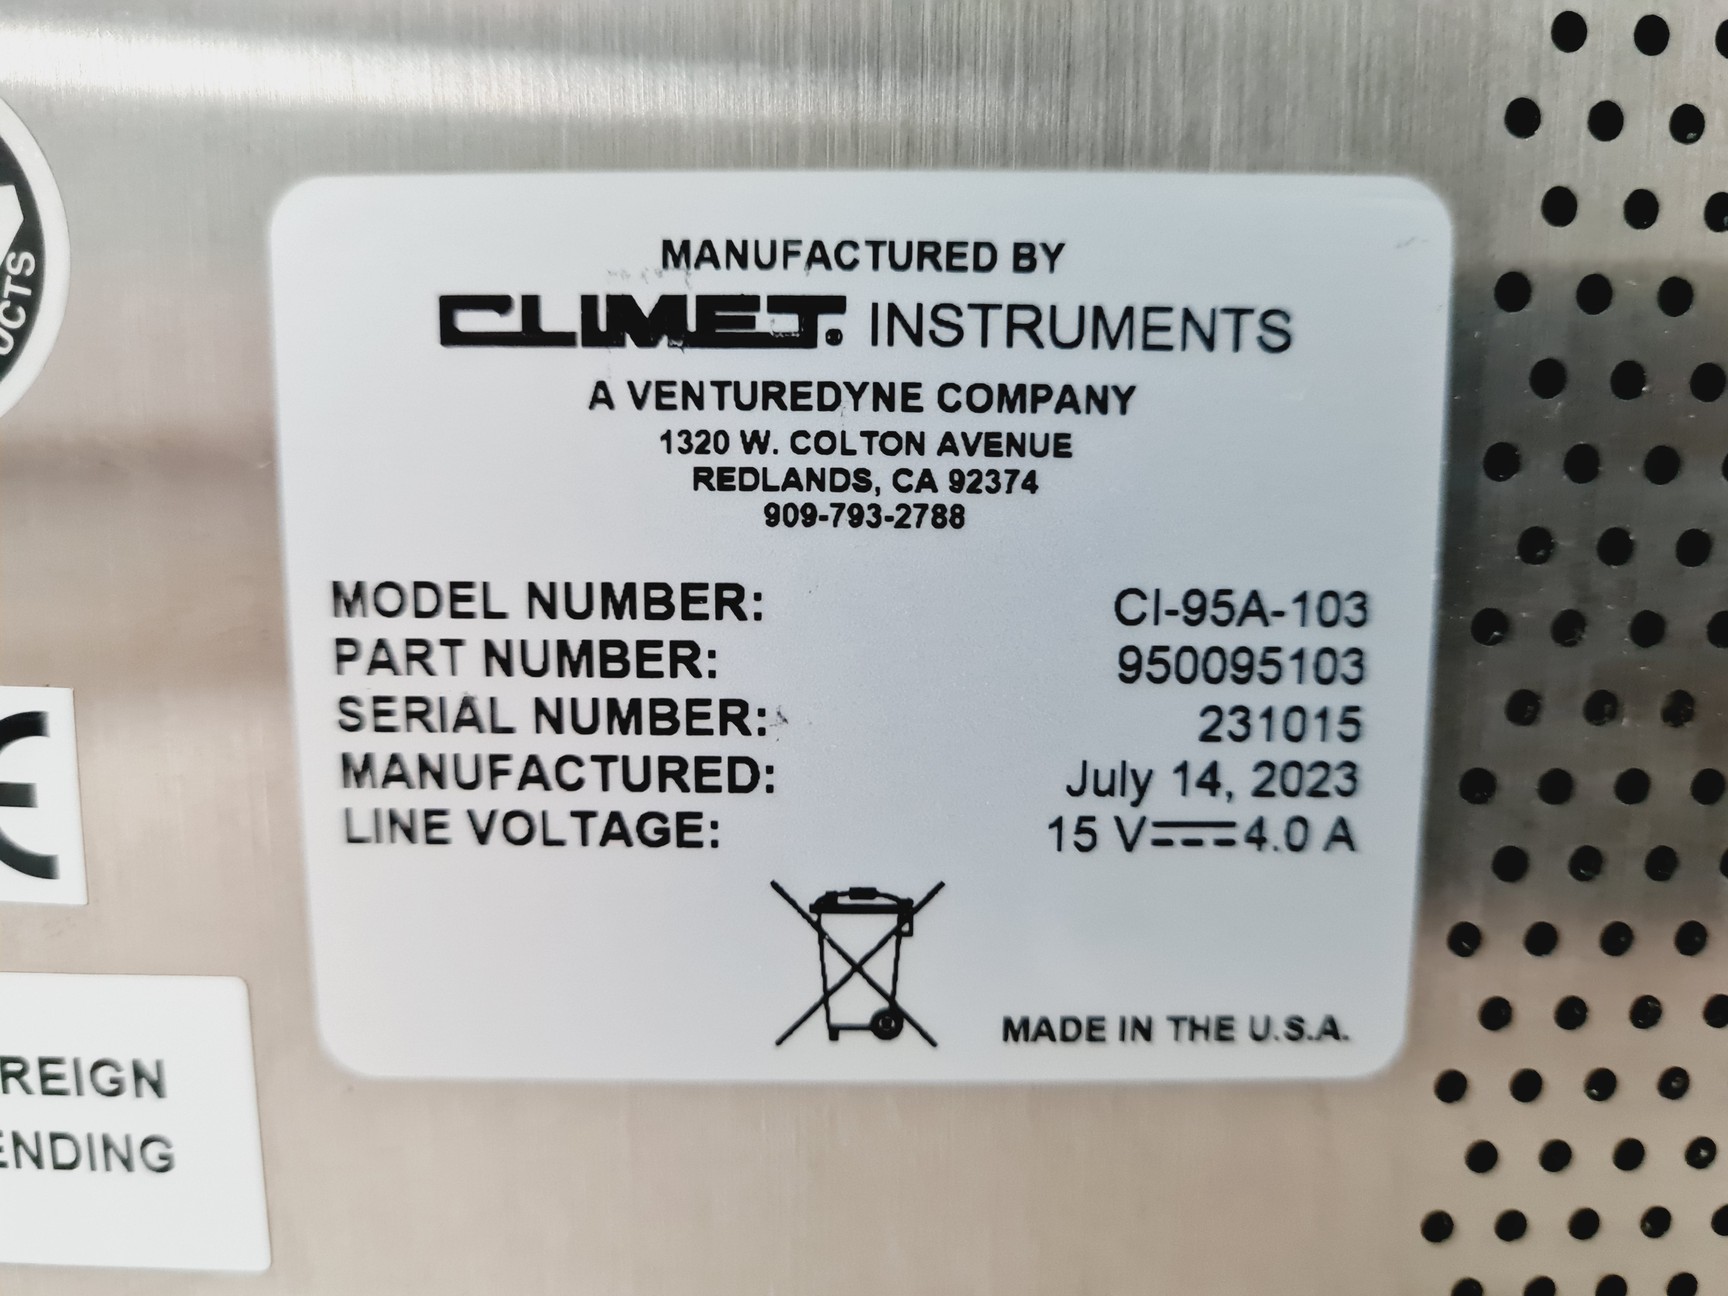 MANUFACTURED BY
CLIMET® INSTRUMENTS
A VENTUREDYNE COMPANY
1320 W. COLTON AVENUE
REDLANDS, CA 92374
909-793-2788
MODEL NUMBER: CI-95A-103
PART NUMBER: 950095103
SERIAL NUMBER: 231015
MANUFACTURED: July 14, 2023
LINE VOLTAGE: 15 V⎓4.0 A
MADE IN THE U.S.A.
UCTS
CE
REIGN
ENDING